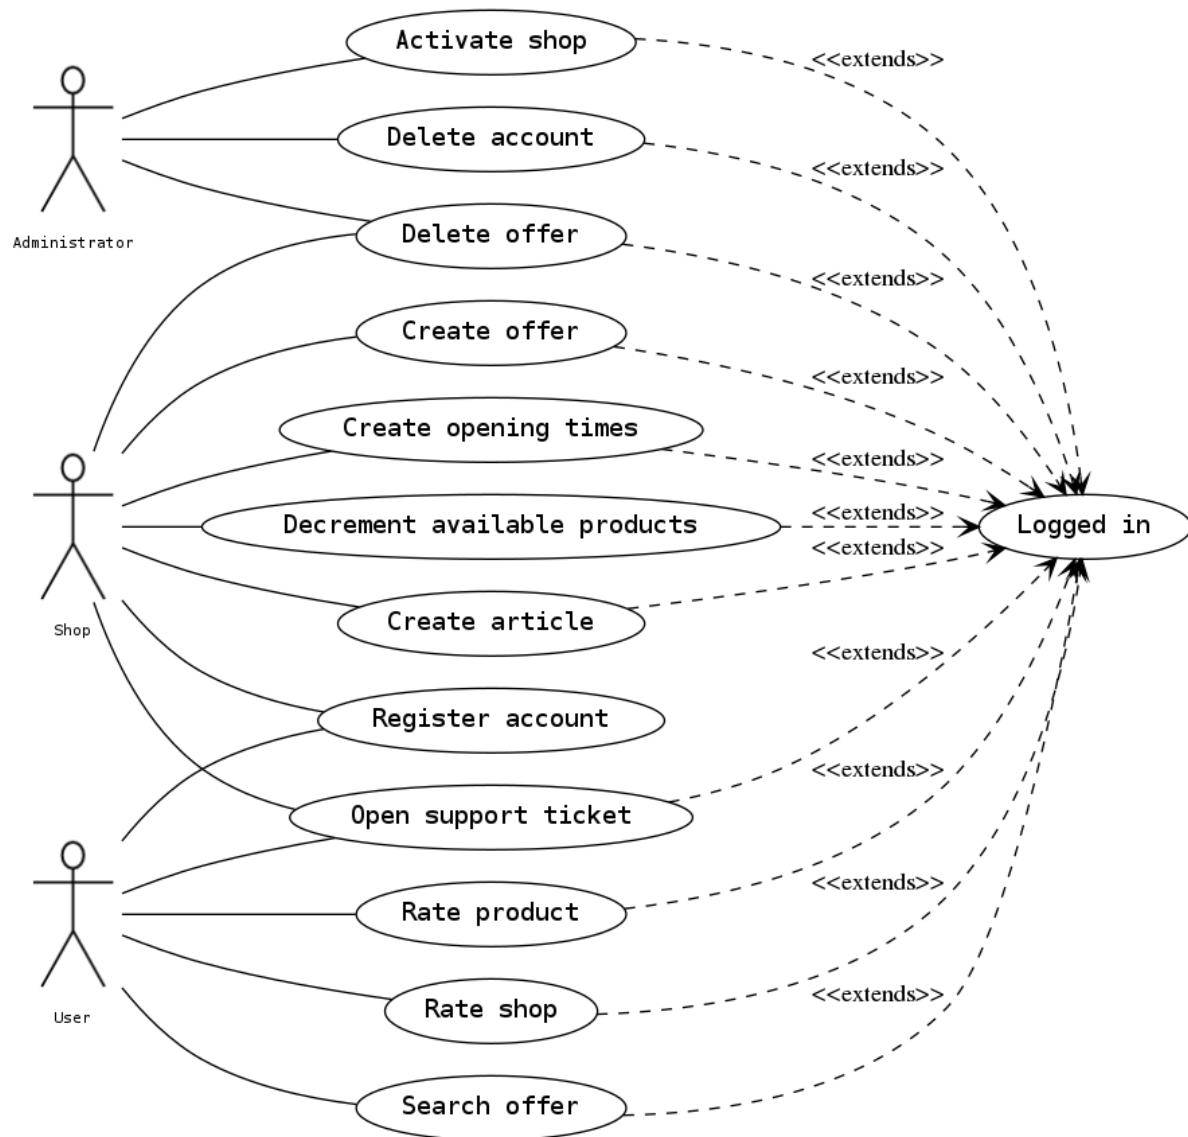 Activate shop
<<extends>>
Delete account
<<extends>>
Delete offer
Administrator
<<extends>>
Create offer
<<extends>>
Create opening times
<<extends>>
Decrement available products
<<extends>>
Logged in
<<extends>>
Create article
Shop
<<extends>>
Register account
<<extends>>
Open support ticket
<<extends>>
Rate product
<<extends>>
Rate shop
User
Search offer